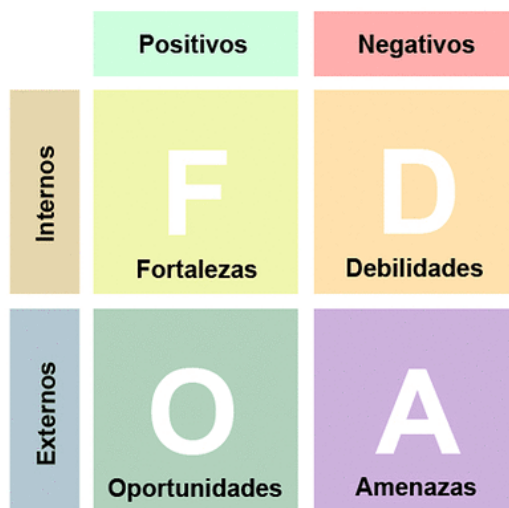 Positivos
Negativos
Internos
F
Fortalezas
D
Debilidades
Externos
O
Oportunidades
A
Amenazas